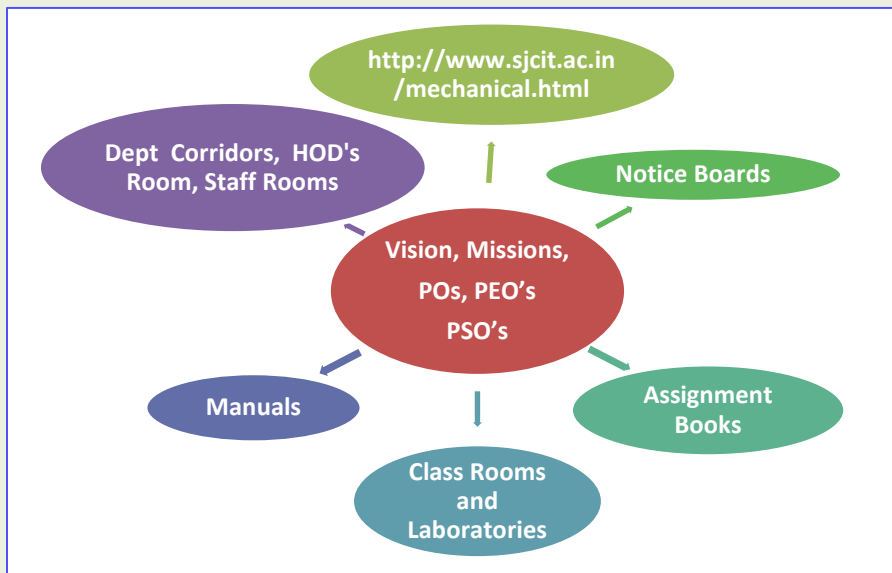 http://www.sjcit.ac.in
/mechanical.html
Dept Corridors, HOD's
Room, Staff Rooms
Notice Boards
Vision, Missions,
POs, PEO’s
PSO’s
Manuals
Assignment
Books
Class Rooms
and
Laboratories